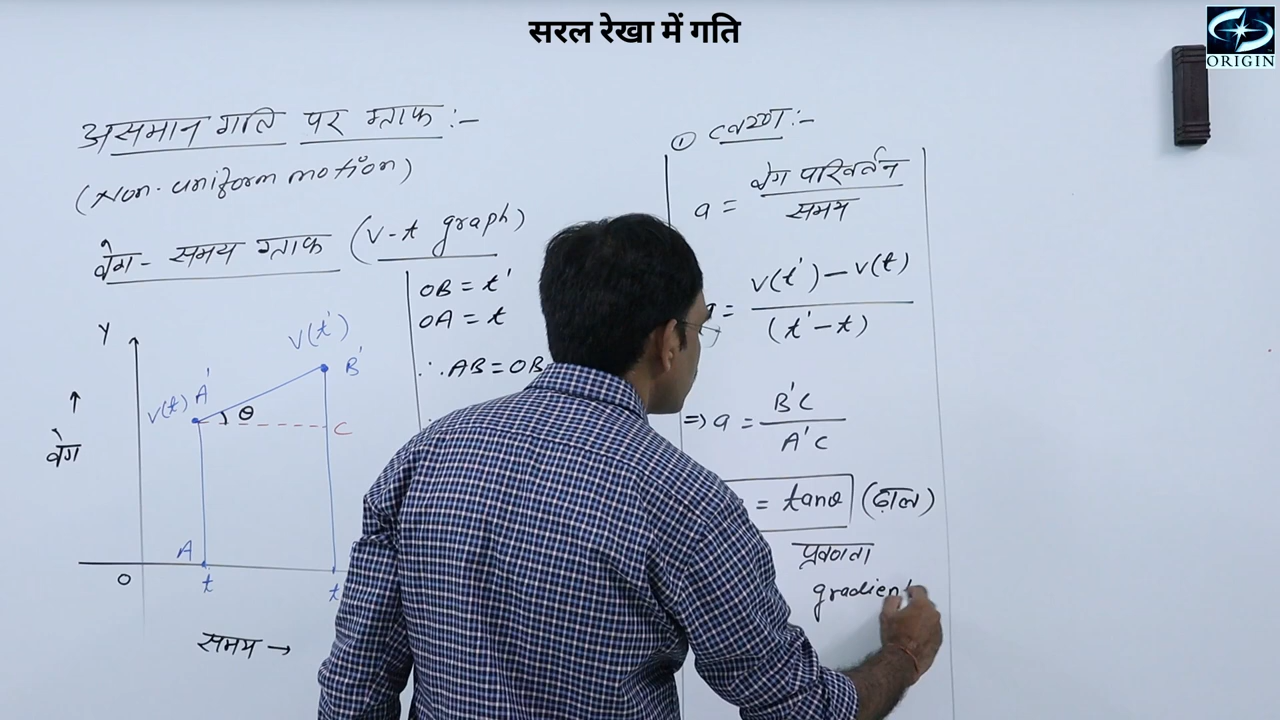 सरल रेखा में गति
ORIGIN
असमान गति पर ग्राफ :-
(Non-uniform motion)
वेग - समय ग्राफ (v-t graph)
OB = t'
OA = t
∴ AB = OB
Y
↑
वेग
V(t) A'
V(t')
B'
θ
C
A
O
t
t
समय →
① त्वरण :-
a = वेग परिवर्तन / समय
= V(t') - V(t) / (t' - t)
⇒ a = B'C / A'C
= tanθ (ढाल)
प्रवणता
gradien